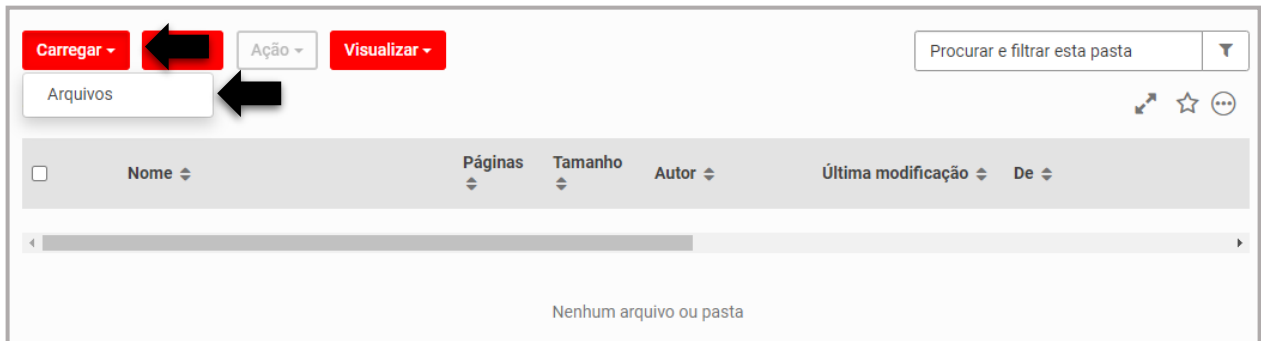 Carregar
Ação
Visualizar
Procurar e filtrar esta pasta
Arquivos
Nome
Páginas
Tamanho
Autor
Última modificação
De
Nenhum arquivo ou pasta